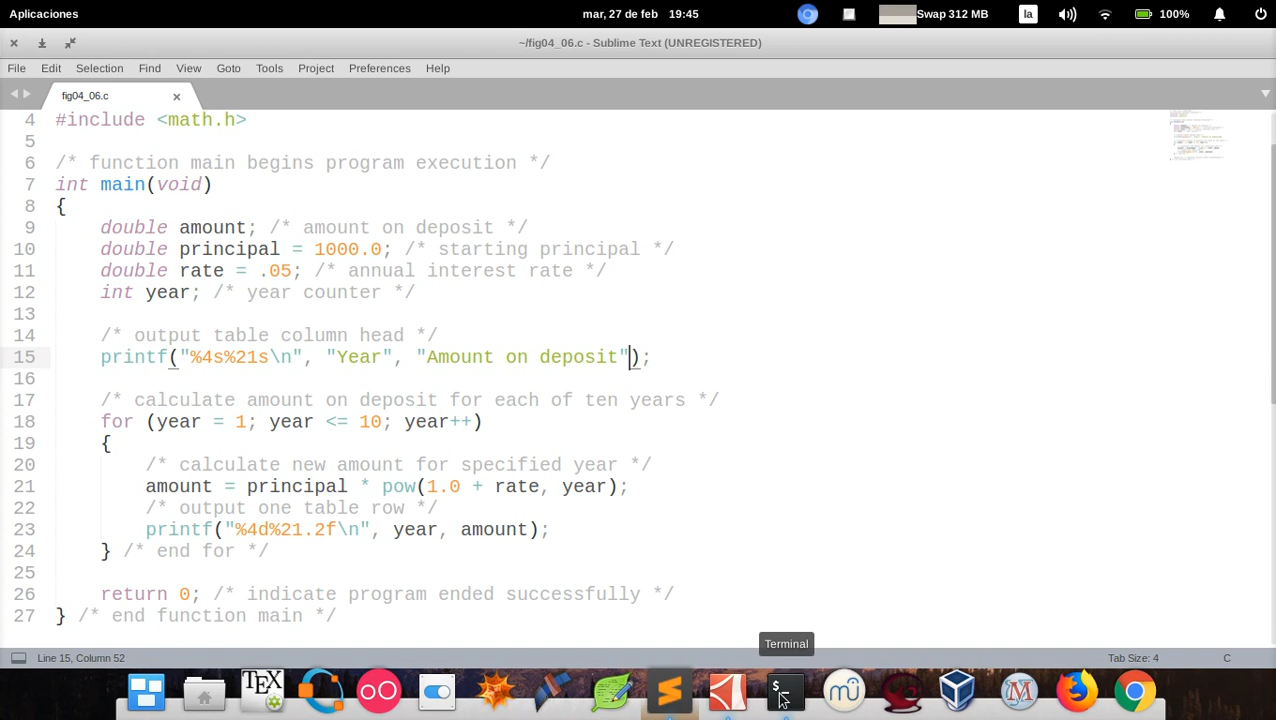 Aplicaciones mar, 27 de feb 19:45 Swap 312 MB la 100%
~/fig04_06.c - Sublime Text (UNREGISTERED)
File Edit Selection Find View Goto Tools Project Preferences Help
fig04_06.c
4 #include <math.h>
5
6 /* function main begins program execution */
7 int main(void)
8 {
9 double amount; /* amount on deposit */
10 double principal = 1000.0; /* starting principal */
11 double rate = .05; /* annual interest rate */
12 int year; /* year counter */
13
14 /* output table column head */
15 printf("%4s%21s\n", "Year", "Amount on deposit");
16
17 /* calculate amount on deposit for each of ten years */
18 for (year = 1; year <= 10; year++)
19 {
20 /* calculate new amount for specified year */
21 amount = principal * pow(1.0 + rate, year);
22 /* output one table row */
23 printf("%4d%21.2f\n", year, amount);
24 } /* end for */
25
26 return 0; /* indicate program ended successfully */
27 } /* end function main */
Terminal
Line 15, Column 52 Tab Size: 4 C
TEX $_ mu M